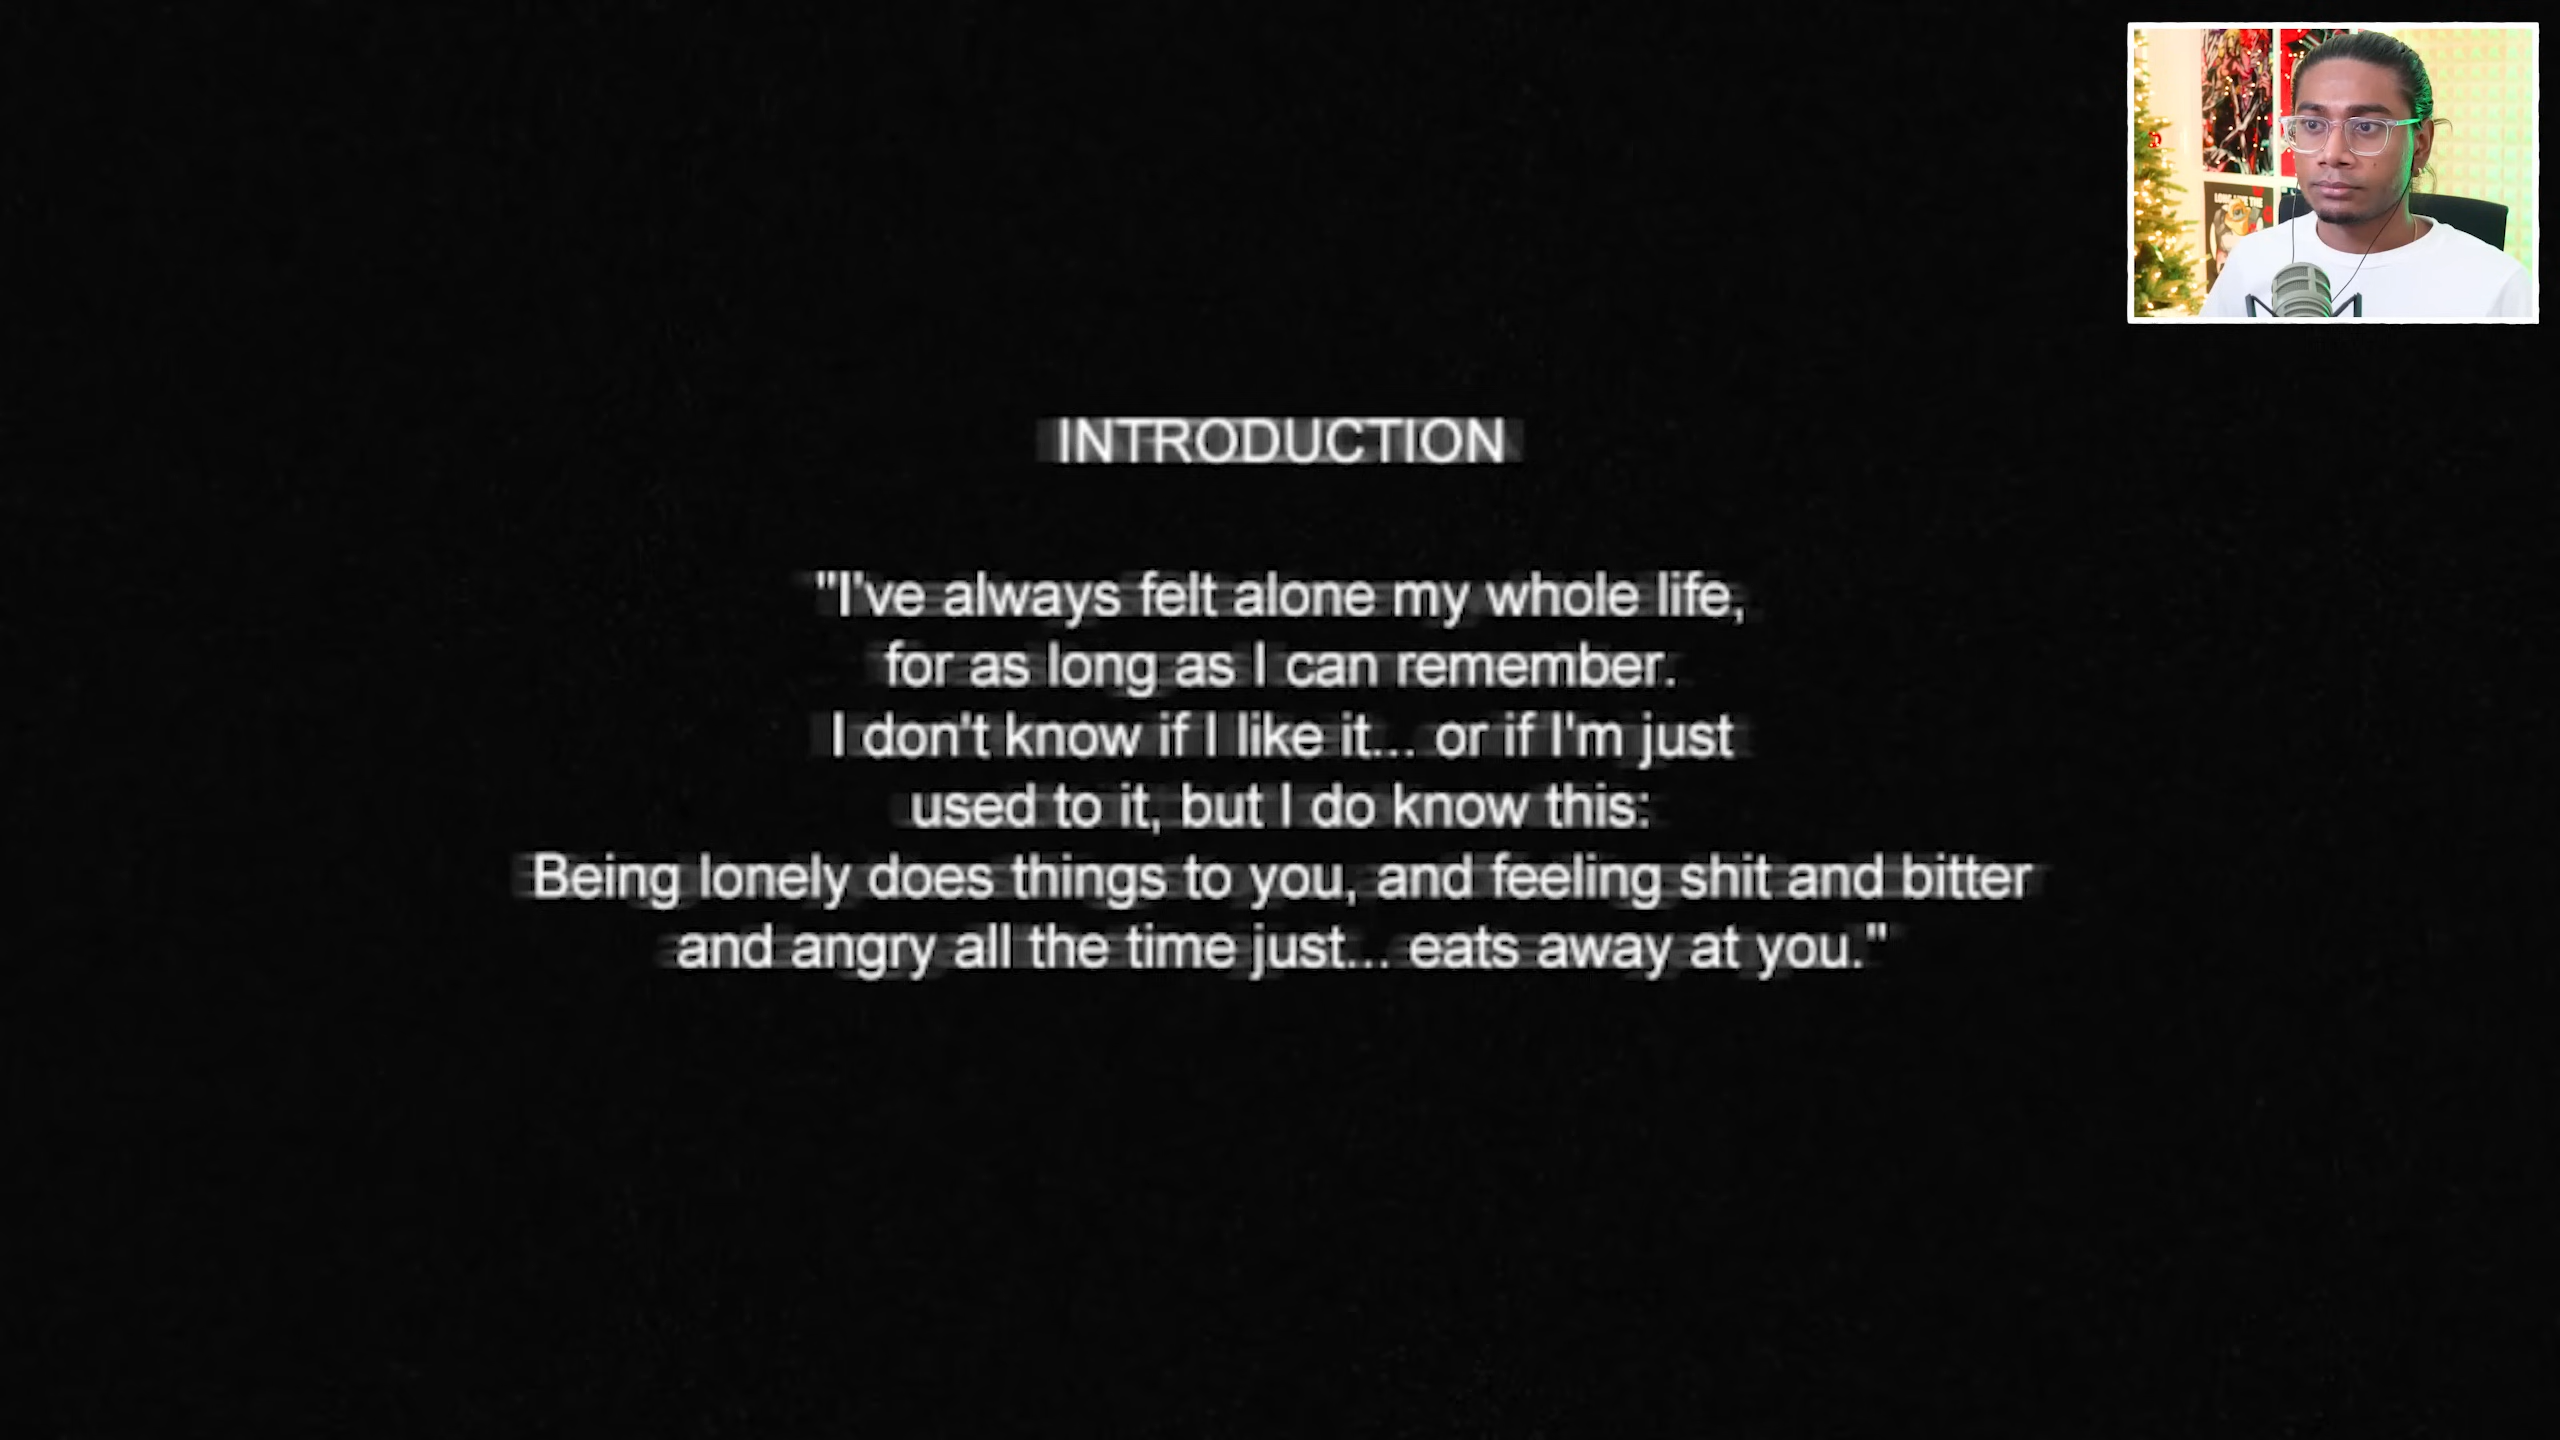 INTRODUCTION
"I've always felt alone my whole life,
for as long as I can remember.
I don't know if I like it... or if I'm just
used to it, but I do know this:
Being lonely does things to you, and feeling shit and bitter
and angry all the time just... eats away at you."